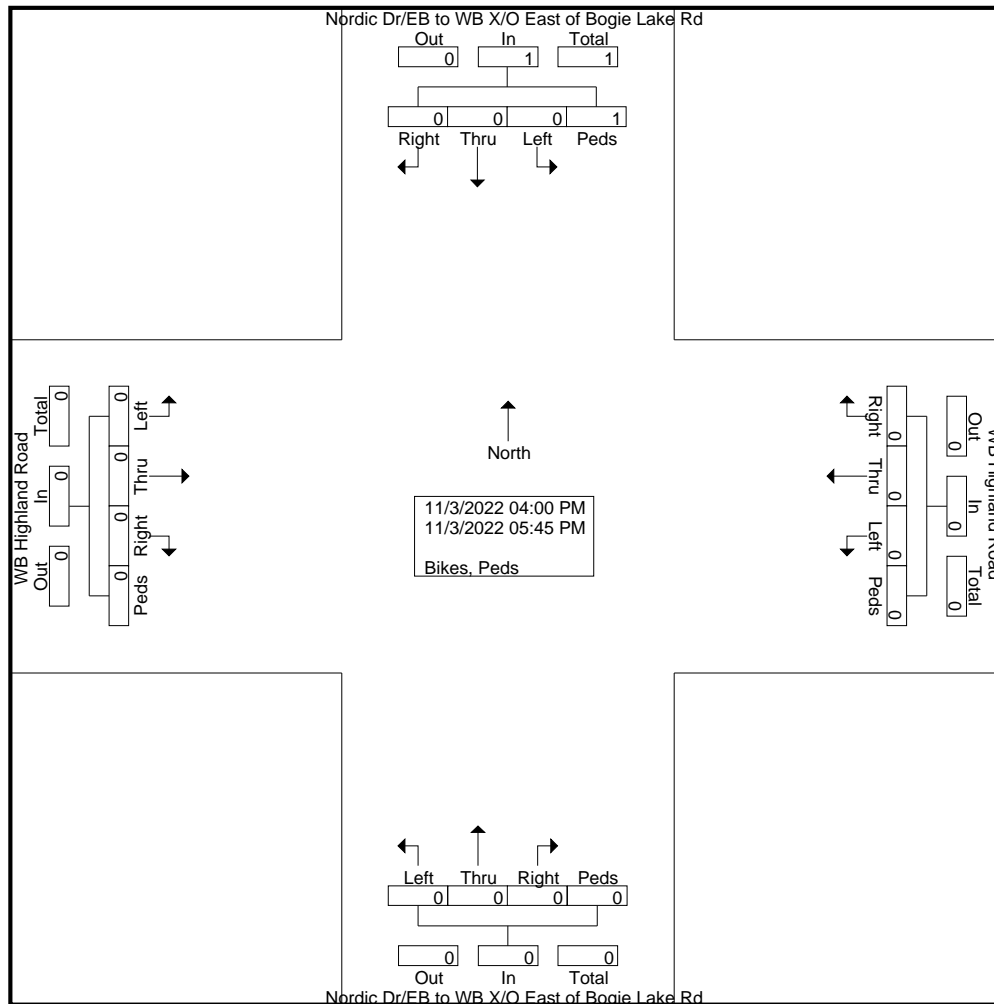 Nordic Dr/EB to WB X/O East of Bogie Lake Rd
Out In Total
0 1 1
0 0 0 1
Right Thru Left Peds
WB Highland Road
Total In Out
0 0 0
0 0 0 0
Left Thru Right Peds
North
11/3/2022 04:00 PM
11/3/2022 05:45 PM
Bikes, Peds
Right Thru Left Peds
0 0 0 0
Out In Total
0 0 0
WB Highland Road
Left Thru Right Peds
0 0 0 0
0 0 0
Out In Total
Nordic Dr/EB to WB X/O East of Bogie Lake Rd